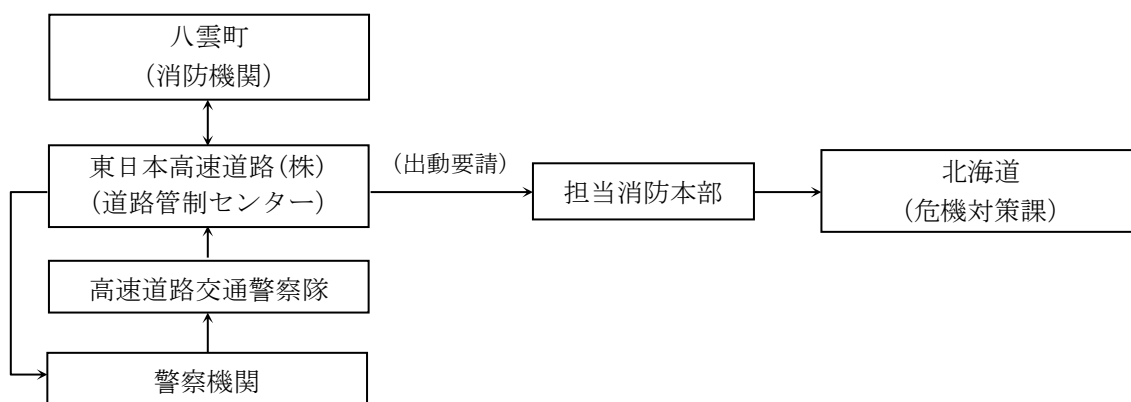 八雲町
（消防機関）
東日本高速道路(株)
（道路管制センター）
（出動要請）
担当消防本部
北海道
（危機対策課）
高速道路交通警察隊
警察機関